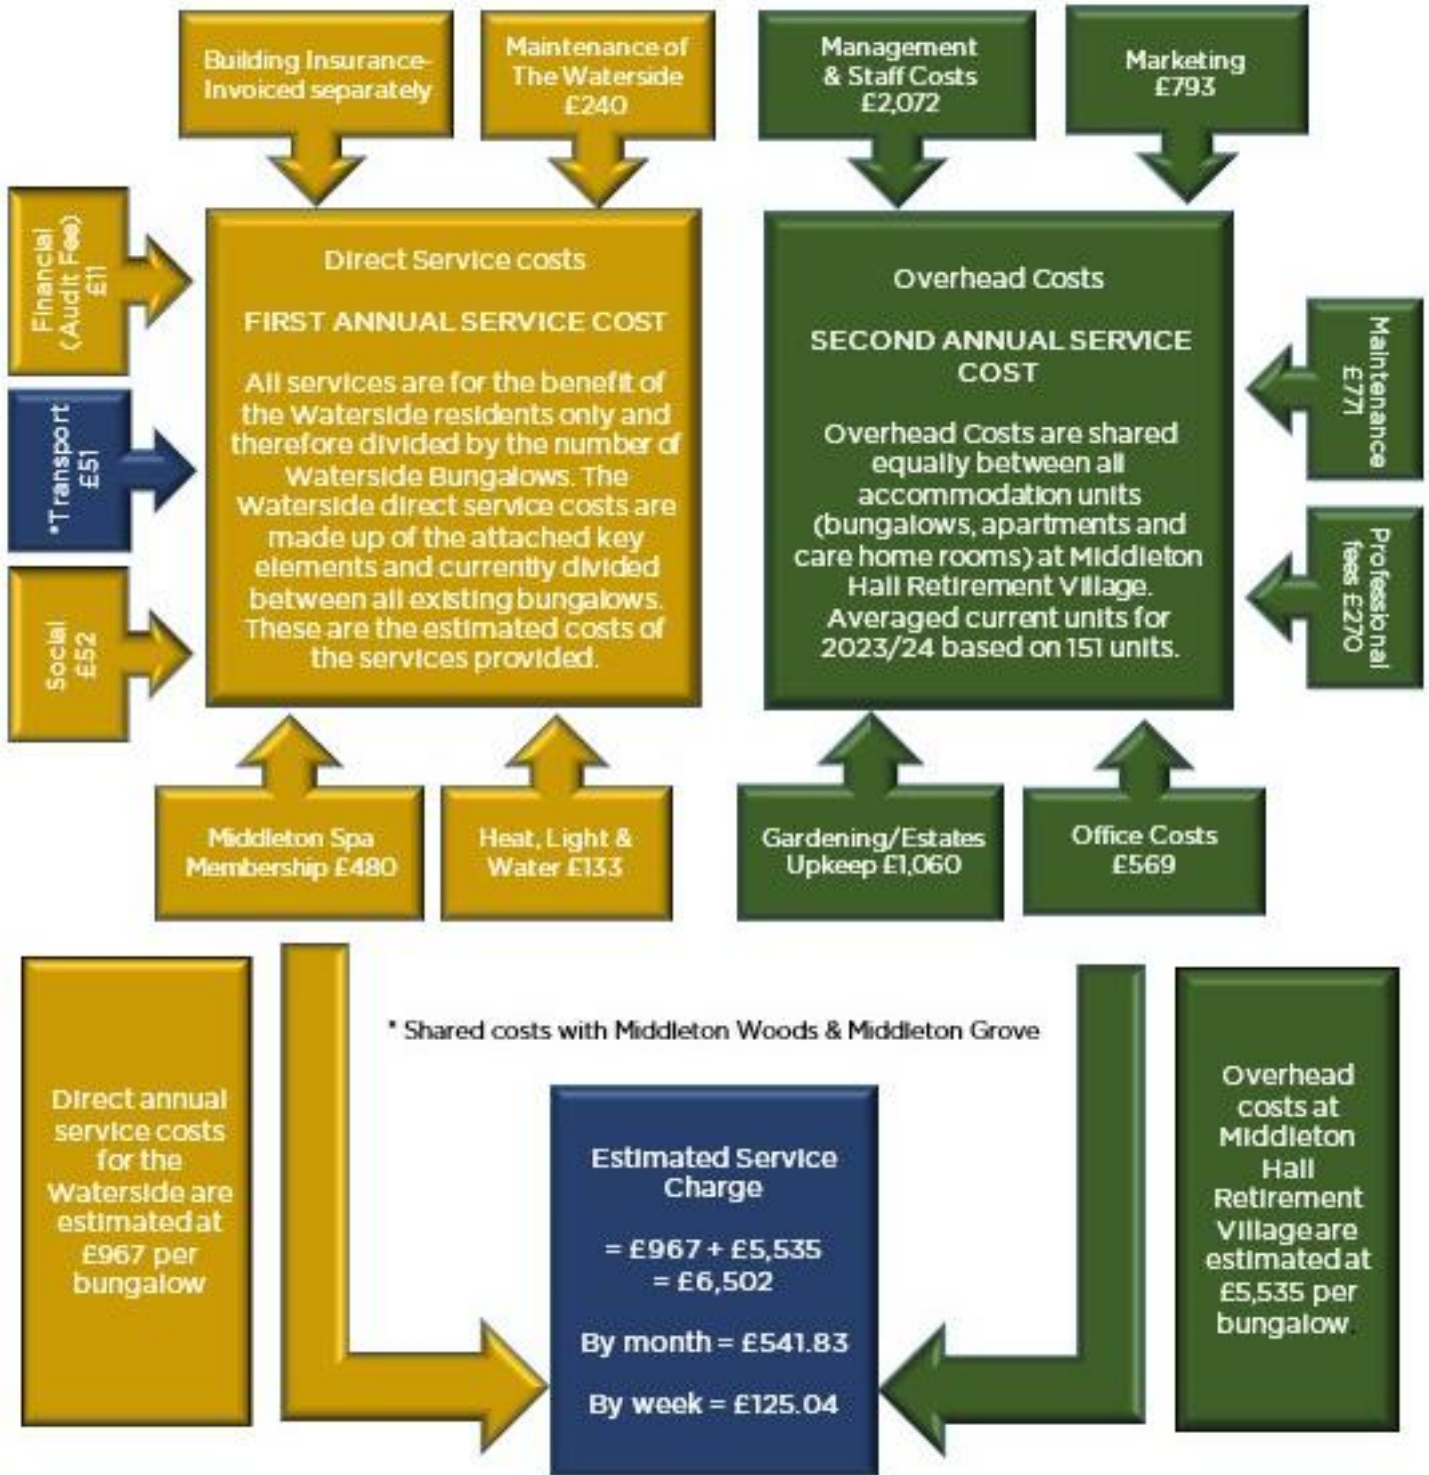 Building Insurance-
Invoiced separately
Maintenance of
The Waterside
£240
Management
& Staff Costs
£2,072
Marketing
£793
Financial
(Audit Fee)
£11
*Transport
£51
Social
£52
Direct Service costs
FIRST ANNUAL SERVICE COST
All services are for the benefit of
the Waterside residents only and
therefore divided by the number of
Waterside Bungalows. The
Waterside direct service costs are
made up of the attached key
elements and currently divided
between all existing bungalows.
These are the estimated costs of
the services provided.
Overhead Costs
SECOND ANNUAL SERVICE
COST
Overhead Costs are shared
equally between all
accommodation units
(bungalows, apartments and
care home rooms) at Middleton
Hall Retirement Village.
Averaged current units for
2023/24 based on 151 units.
Maintenance
£771
Professional
fees £270
Middleton Spa
Membership £480
Heat, Light &
Water £133
Gardening/Estates
Upkeep £1,060
Office Costs
£569
* Shared costs with Middleton Woods & Middleton Grove
Direct annual
service costs
for the
Waterside are
estimated at
£967 per
bungalow
Estimated Service
Charge
= £967 + £5,535
= £6,502
By month = £541.83
By week = £125.04
Overhead
costs at
Middleton
Hall
Retirement
Village are
estimated at
£5,535 per
bungalow.